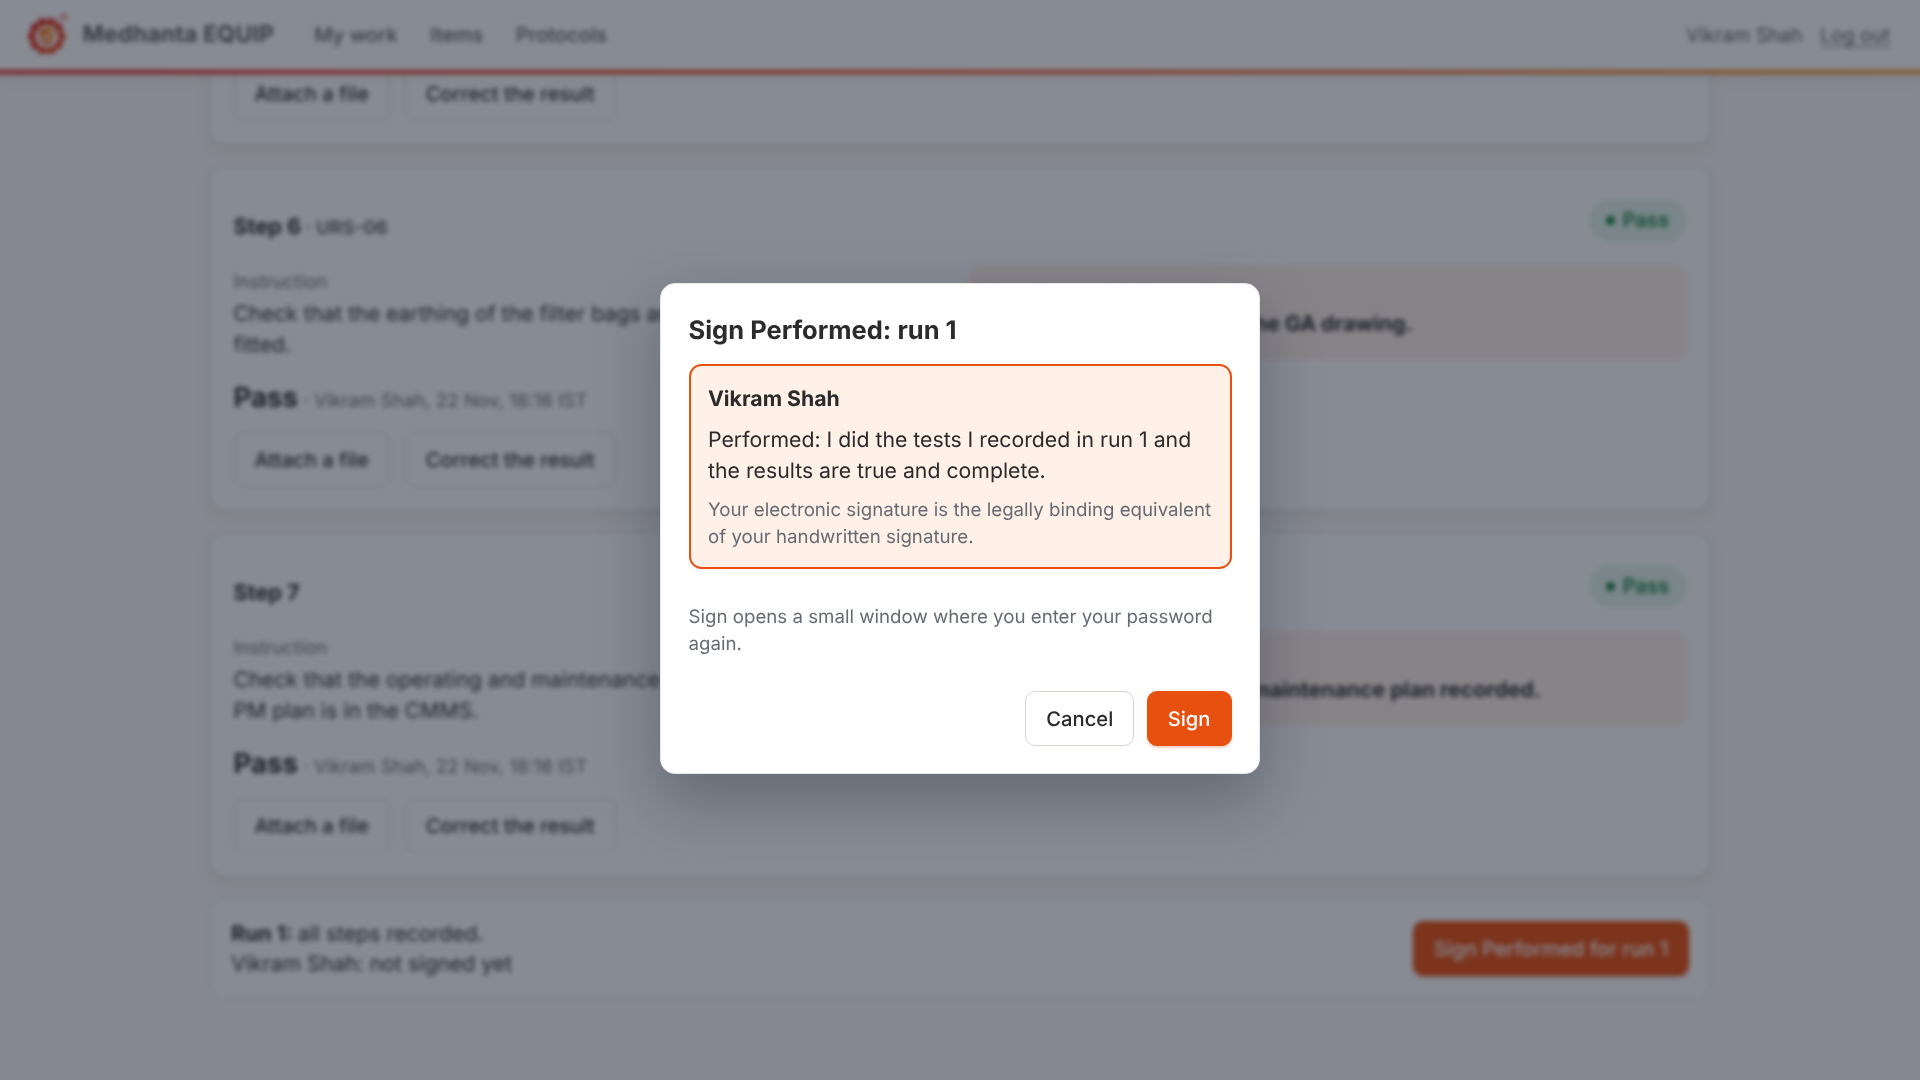 Medhanta EQUIP
My work
Items
Protocols
Vikram Shah
Log out
Attach a file
Correct the result
Step 6 · URS-06
Pass
Instruction
Check that the earthing of the filter bags
fitted.
he GA drawing.
Pass · Vikram Shah, 22 Nov, 18:16 IST
Attach a file
Correct the result
Step 7
Pass
Instruction
Check that the operating and maintenance
PM plan is in the CMMS.
maintenance plan recorded.
Pass · Vikram Shah, 22 Nov, 18:16 IST
Attach a file
Correct the result
Run 1: all steps recorded.
Vikram Shah: not signed yet
Sign Performed for run 1
Sign Performed: run 1
Vikram Shah
Performed: I did the tests I recorded in run 1 and
the results are true and complete.
Your electronic signature is the legally binding equivalent
of your handwritten signature.
Sign opens a small window where you enter your password
again.
Cancel
Sign